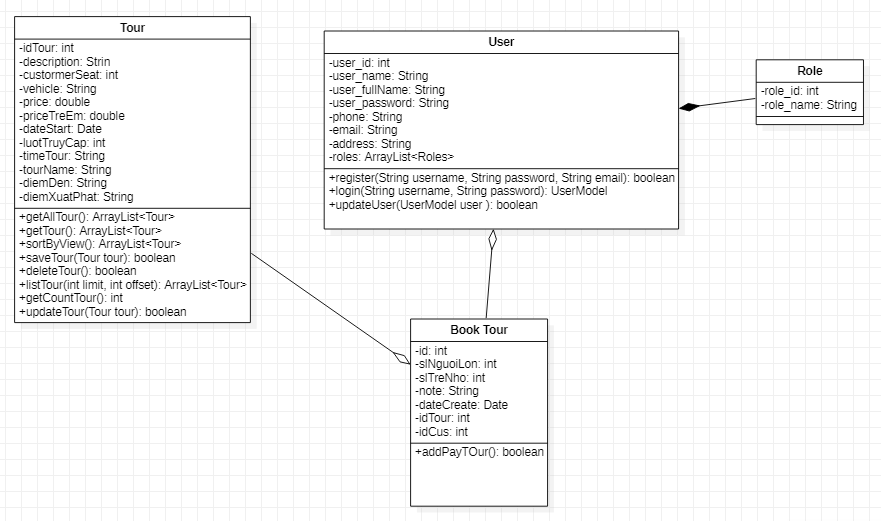 Tour
-idTour: int
-description: Strin
-custormerSeat: int
-vehicle: String
-price: double
-priceTreEm: double
-dateStart: Date
-luotTruyCap: int
-timeTour: String
-tourName: String
-diemDen: String
-diemXuatPhat: String
+getAllTour(): ArrayList<Tour>
+getTour(): ArrayList<Tour>
+sortByView(): ArrayList<Tour>
+saveTour(Tour tour): boolean
+deleteTour(): boolean
+listTour(int limit, int offset): ArrayList<Tour>
+getCountTour(): int
+updateTour(Tour tour): boolean
User
-user_id: int
-user_name: String
-user_fullName: String
-user_password: String
-phone: String
-email: String
-address: String
-roles: ArrayList<Roles>
+register(String username, String password, String email): boolean
+login(String username, String password): UserModel
+updateUser(UserModel user ): boolean
Role
-role_id: int
-role_name: String
Book Tour
-id: int
-slNguoiLon: int
-slTreNho: int
-note: String
-dateCreate: Date
-idTour: int
-idCus: int
+addPayTOur(): boolean